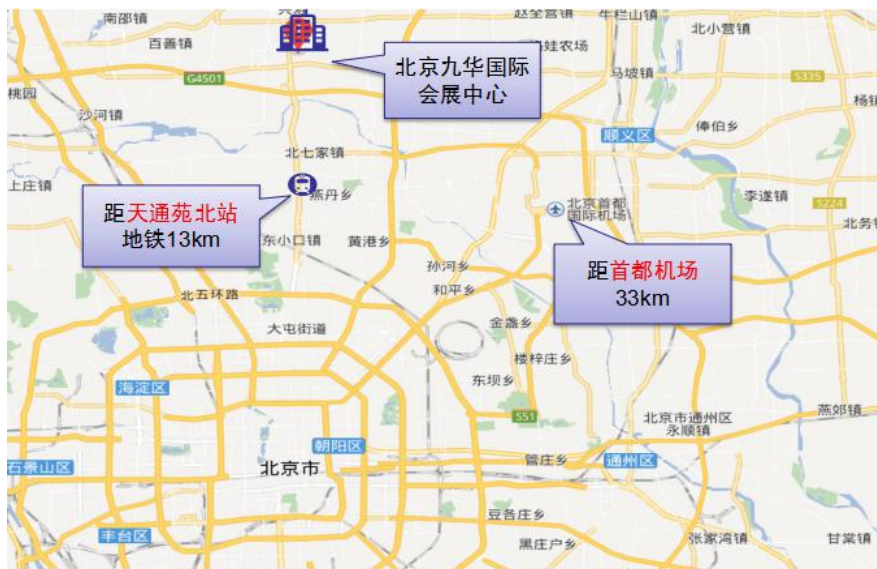 南邵镇
赵全营镇
牛栏山镇
北小营镇
百善镇
北京九华国际
会展中心
马坡镇
G4501
S335
桃园
杨镇
沙河镇
顺义区
俸伯乡
北七家镇
上庄镇
燕丹乡
李遂镇
S224
距天通苑北站
地铁13km
北京首都
国际机场
北务镇
东小口镇
黄港乡
孙河乡
距首都机场
33km
北五环路
和平乡
大屯街道
金盏乡
楼梓庄乡
海淀区
东坝乡
S51
北京市通州区
永顺镇
燕郊镇
朝阳区
石景山区
北京市
管庄乡
通州区
豆各庄乡
丰台区
黑庄户乡
张家湾镇
甘棠镇